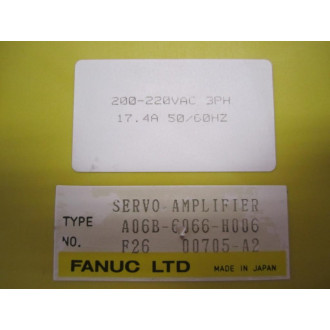 200-220VAC 3PH
17.4A 50/60HZ
SERVO AMPLIFIER
TYPE A06B-6066-H006
NO. F26 00705-A2
FANUC LTD MADE IN JAPAN